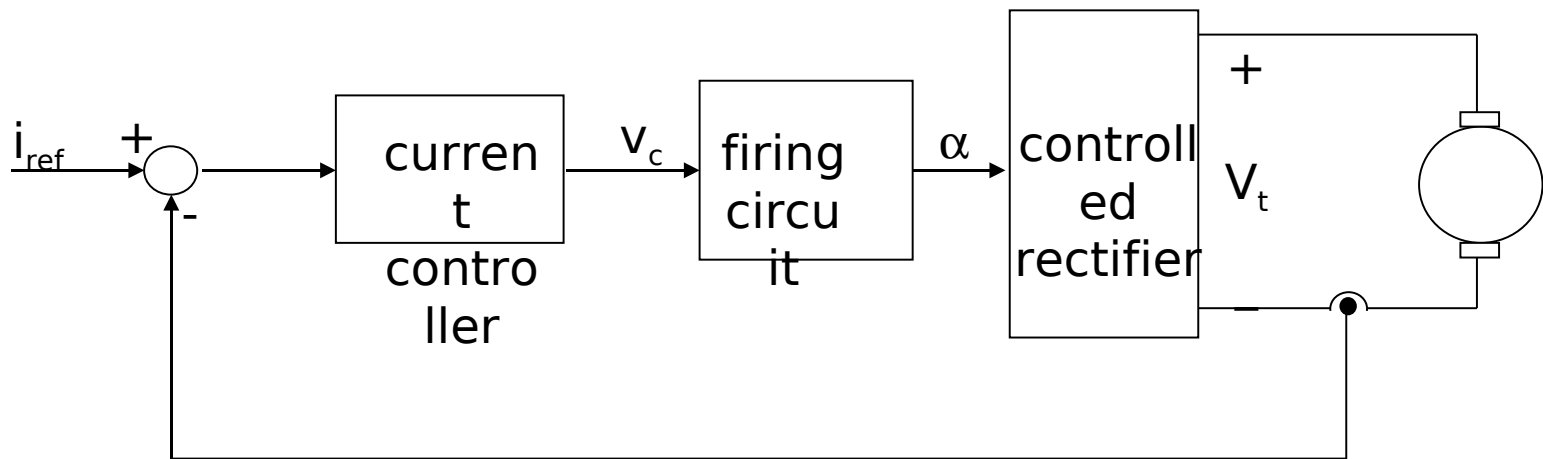 i_ref
+
-
curren
t
contro
ller
v_c
firing
circu
it
α
controll
ed
rectifier
+
V_t
–